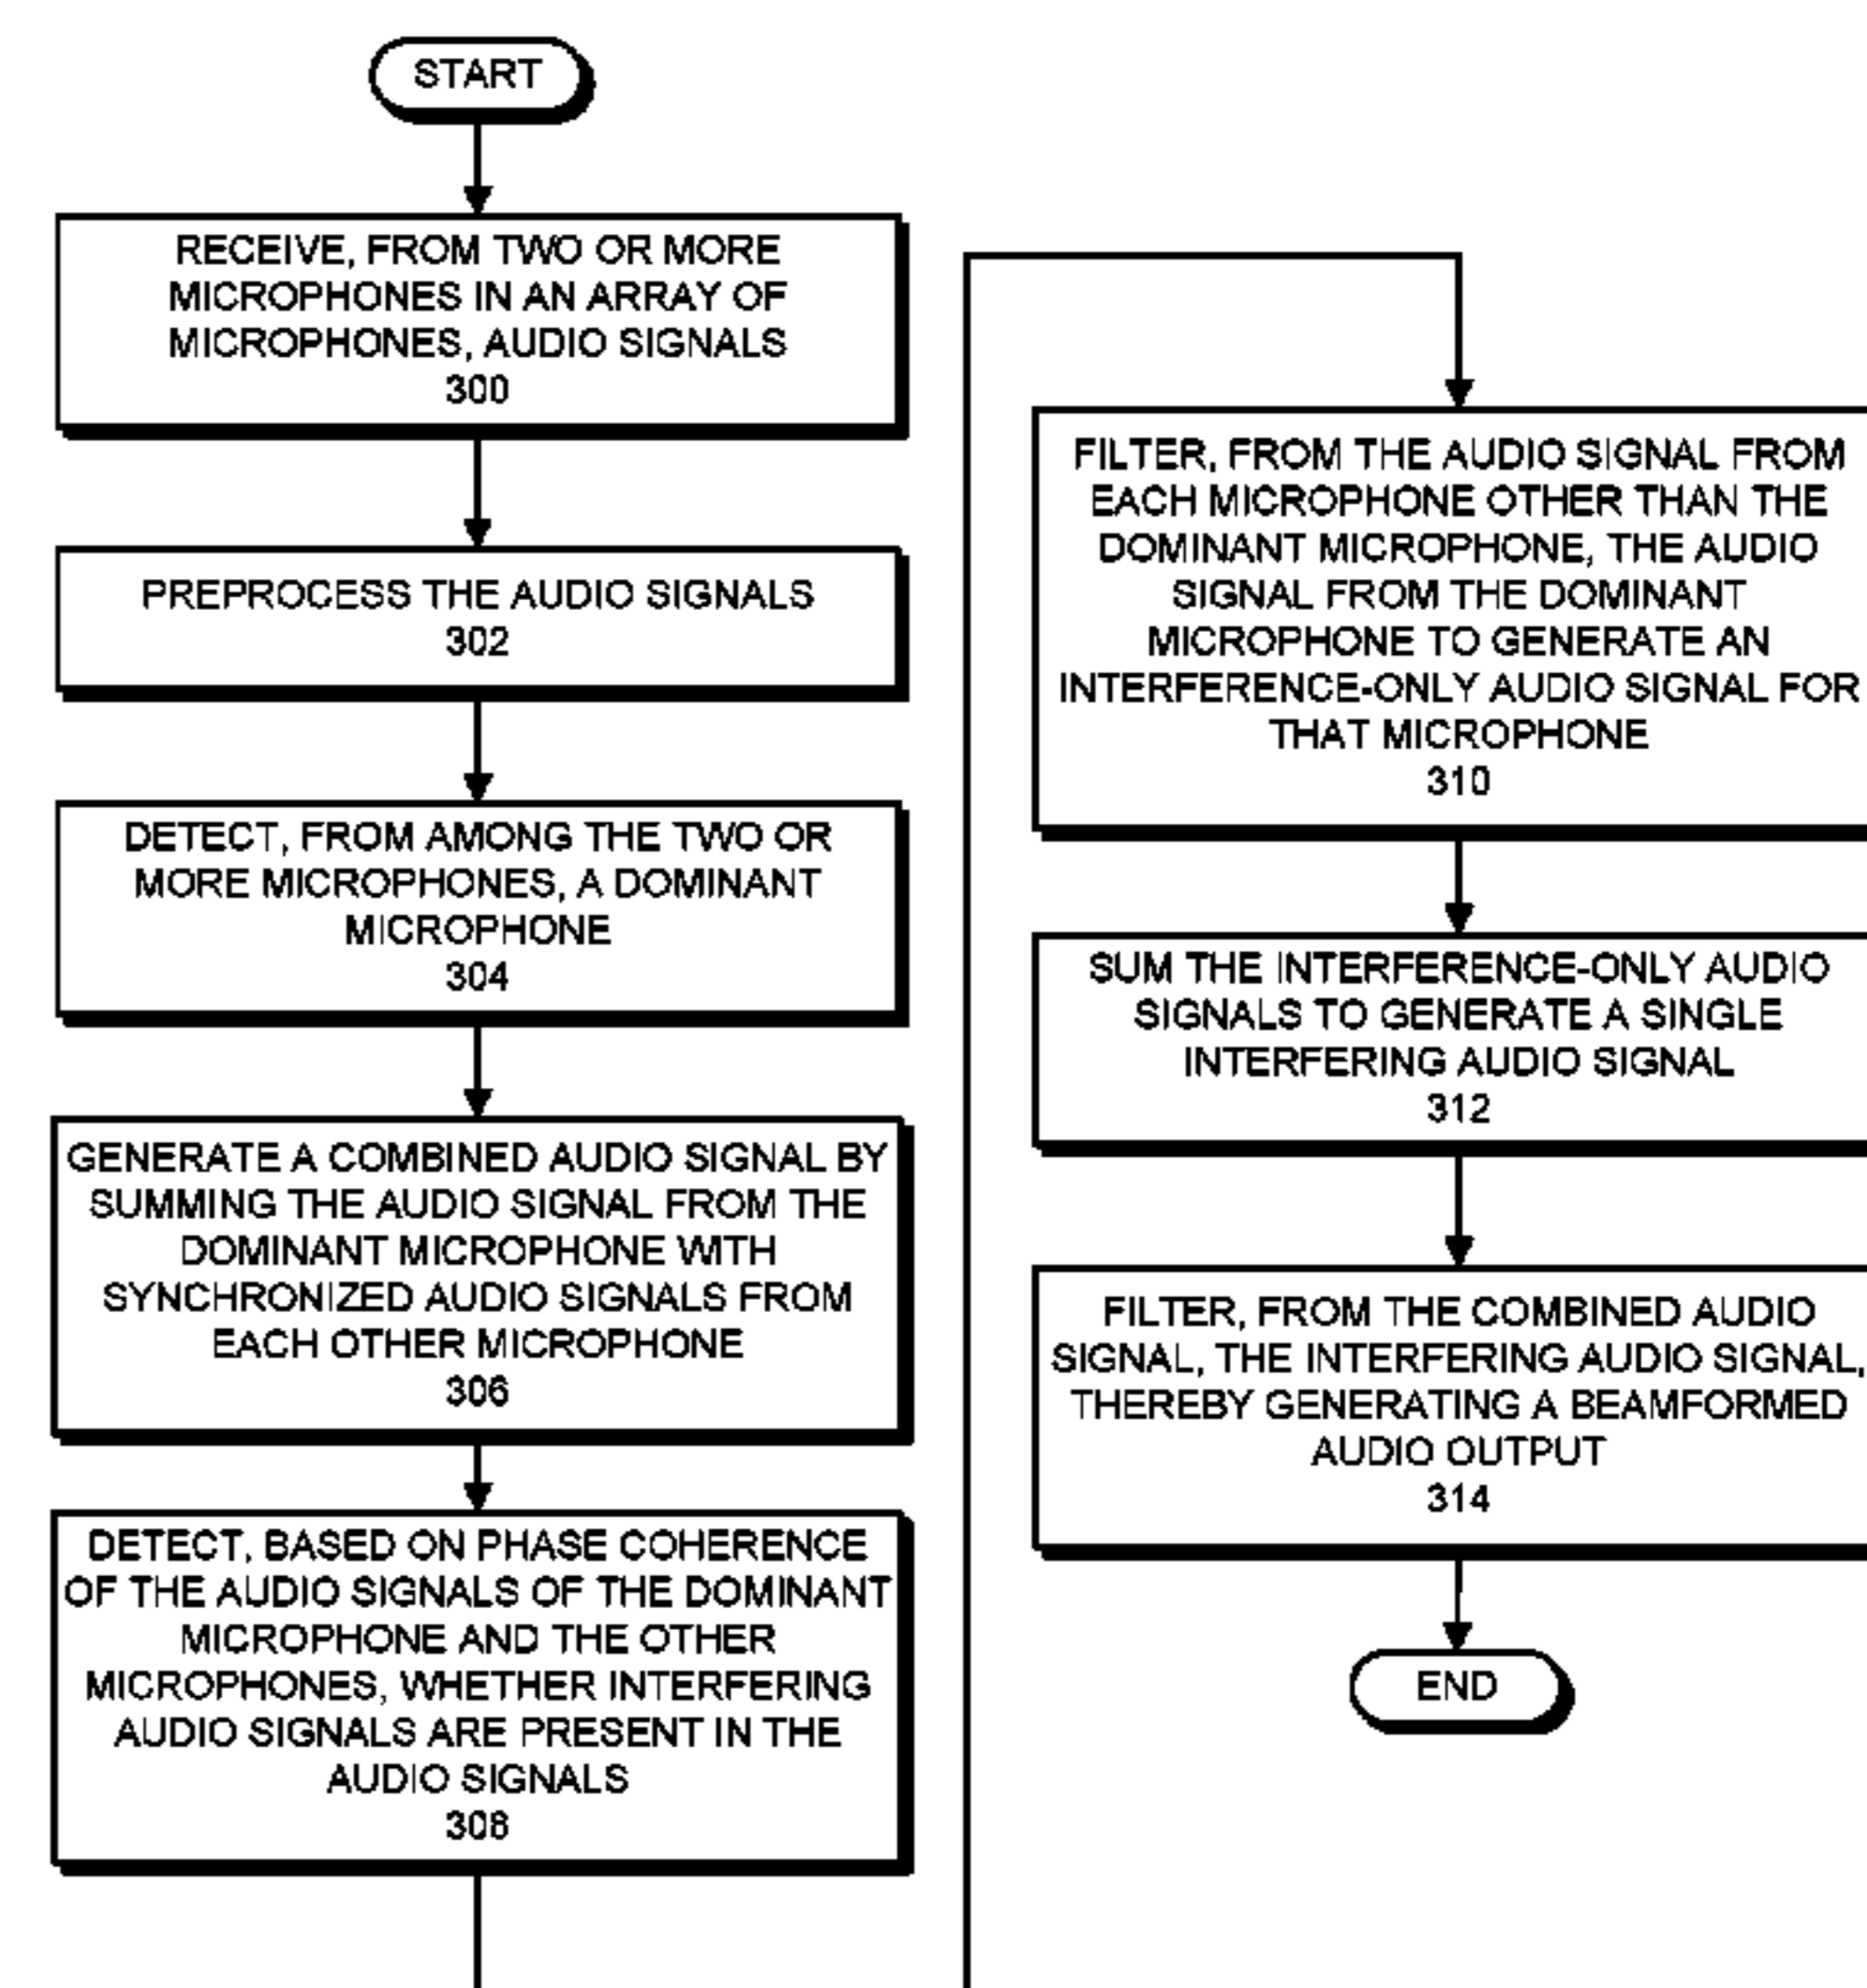 START
RECEIVE, FROM TWO OR MORE
MICROPHONES IN AN ARRAY OF
MICROPHONES, AUDIO SIGNALS
300
PREPROCESS THE AUDIO SIGNALS
302
DETECT, FROM AMONG THE TWO OR
MORE MICROPHONES, A DOMINANT
MICROPHONE
304
GENERATE A COMBINED AUDIO SIGNAL BY
SUMMING THE AUDIO SIGNAL FROM THE
DOMINANT MICROPHONE WITH
SYNCHRONIZED AUDIO SIGNALS FROM
EACH OTHER MICROPHONE
306
DETECT, BASED ON PHASE COHERENCE
OF THE AUDIO SIGNALS OF THE DOMINANT
MICROPHONE AND THE OTHER
MICROPHONES, WHETHER INTERFERING
AUDIO SIGNALS ARE PRESENT IN THE
AUDIO SIGNALS
308
FILTER, FROM THE AUDIO SIGNAL FROM
EACH MICROPHONE OTHER THAN THE
DOMINANT MICROPHONE, THE AUDIO
SIGNAL FROM THE DOMINANT
MICROPHONE TO GENERATE AN
INTERFERENCE-ONLY AUDIO SIGNAL FOR
THAT MICROPHONE
310
SUM THE INTERFERENCE-ONLY AUDIO
SIGNALS TO GENERATE A SINGLE
INTERFERING AUDIO SIGNAL
312
FILTER, FROM THE COMBINED AUDIO
SIGNAL, THE INTERFERING AUDIO SIGNAL,
THEREBY GENERATING A BEAMFORMED
AUDIO OUTPUT
314
END